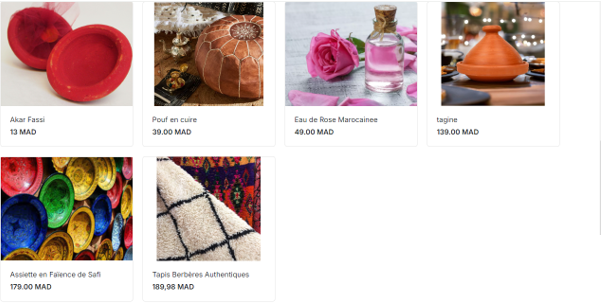 Akar Fassi
13 MAD
Pouf en cuire
39.00 MAD
Eau de Rose Marocainee
49.00 MAD
tagine
139.00 MAD
Assiette en Faïence de Safi
179.00 MAD
Tapis Berbères Authentiques
189,98 MAD